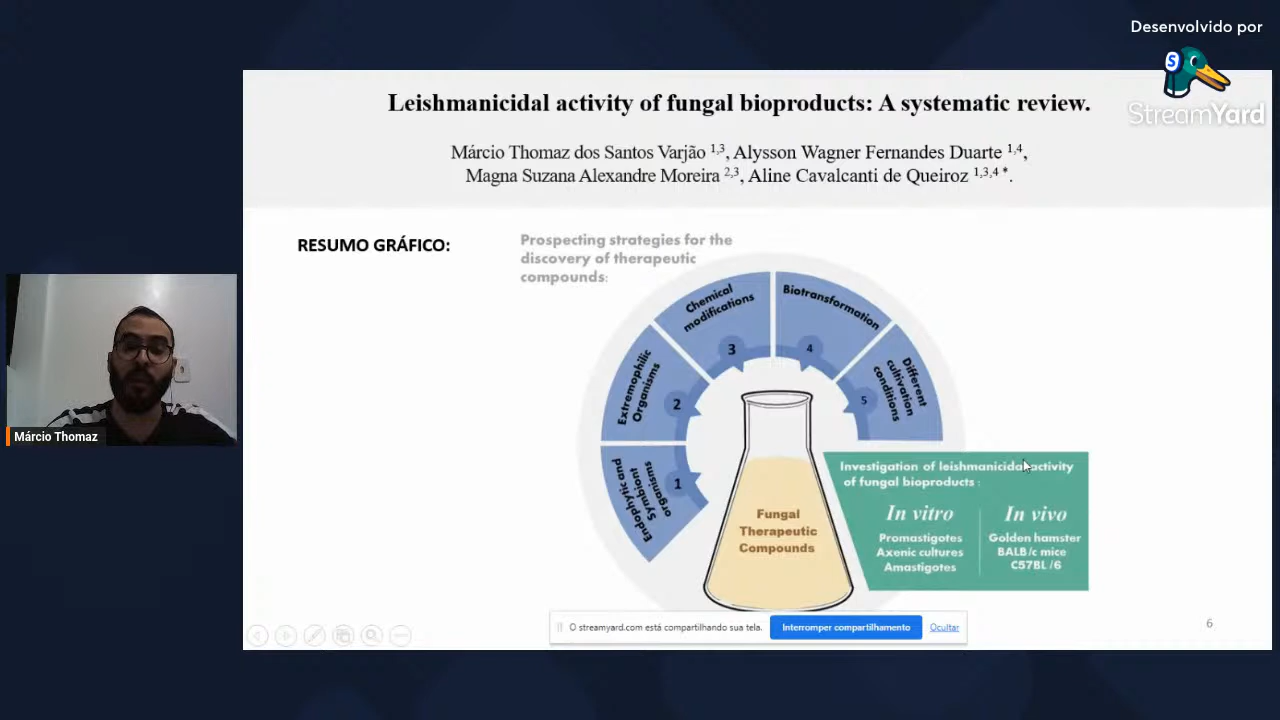 Desenvolvido por
StreamYard
Leishmanicidal activity of fungal bioproducts: A systematic review.
Márcio Thomaz dos Santos Varjão 1,3, Alysson Wagner Fernandes Duarte 1,4,
Magna Suzana Alexandre Moreira 2,3, Aline Cavalcanti de Queiroz 1,3,4 *.
RESUMO GRÁFICO:
Prospecting strategies for the
discovery of therapeutic
compounds:
Endophytic and
Symbiont
organisms
1
Extremophilic
Organisms
2
Chemical
modifications
3
Biotransformation
4
Different
cultivation
conditions
5
Fungal
Therapeutic
Compounds
Investigation of leishmanicidal activity
of fungal bioproducts :
In vitro
Promastigotes
Axenic cultures
Amastigotes
In vivo
Golden hamster
BALB/c mice
C57BL /6
Márcio Thomaz
O streamyard.com está compartilhando sua tela.
Interromper compartilhamento
Ocultar
6